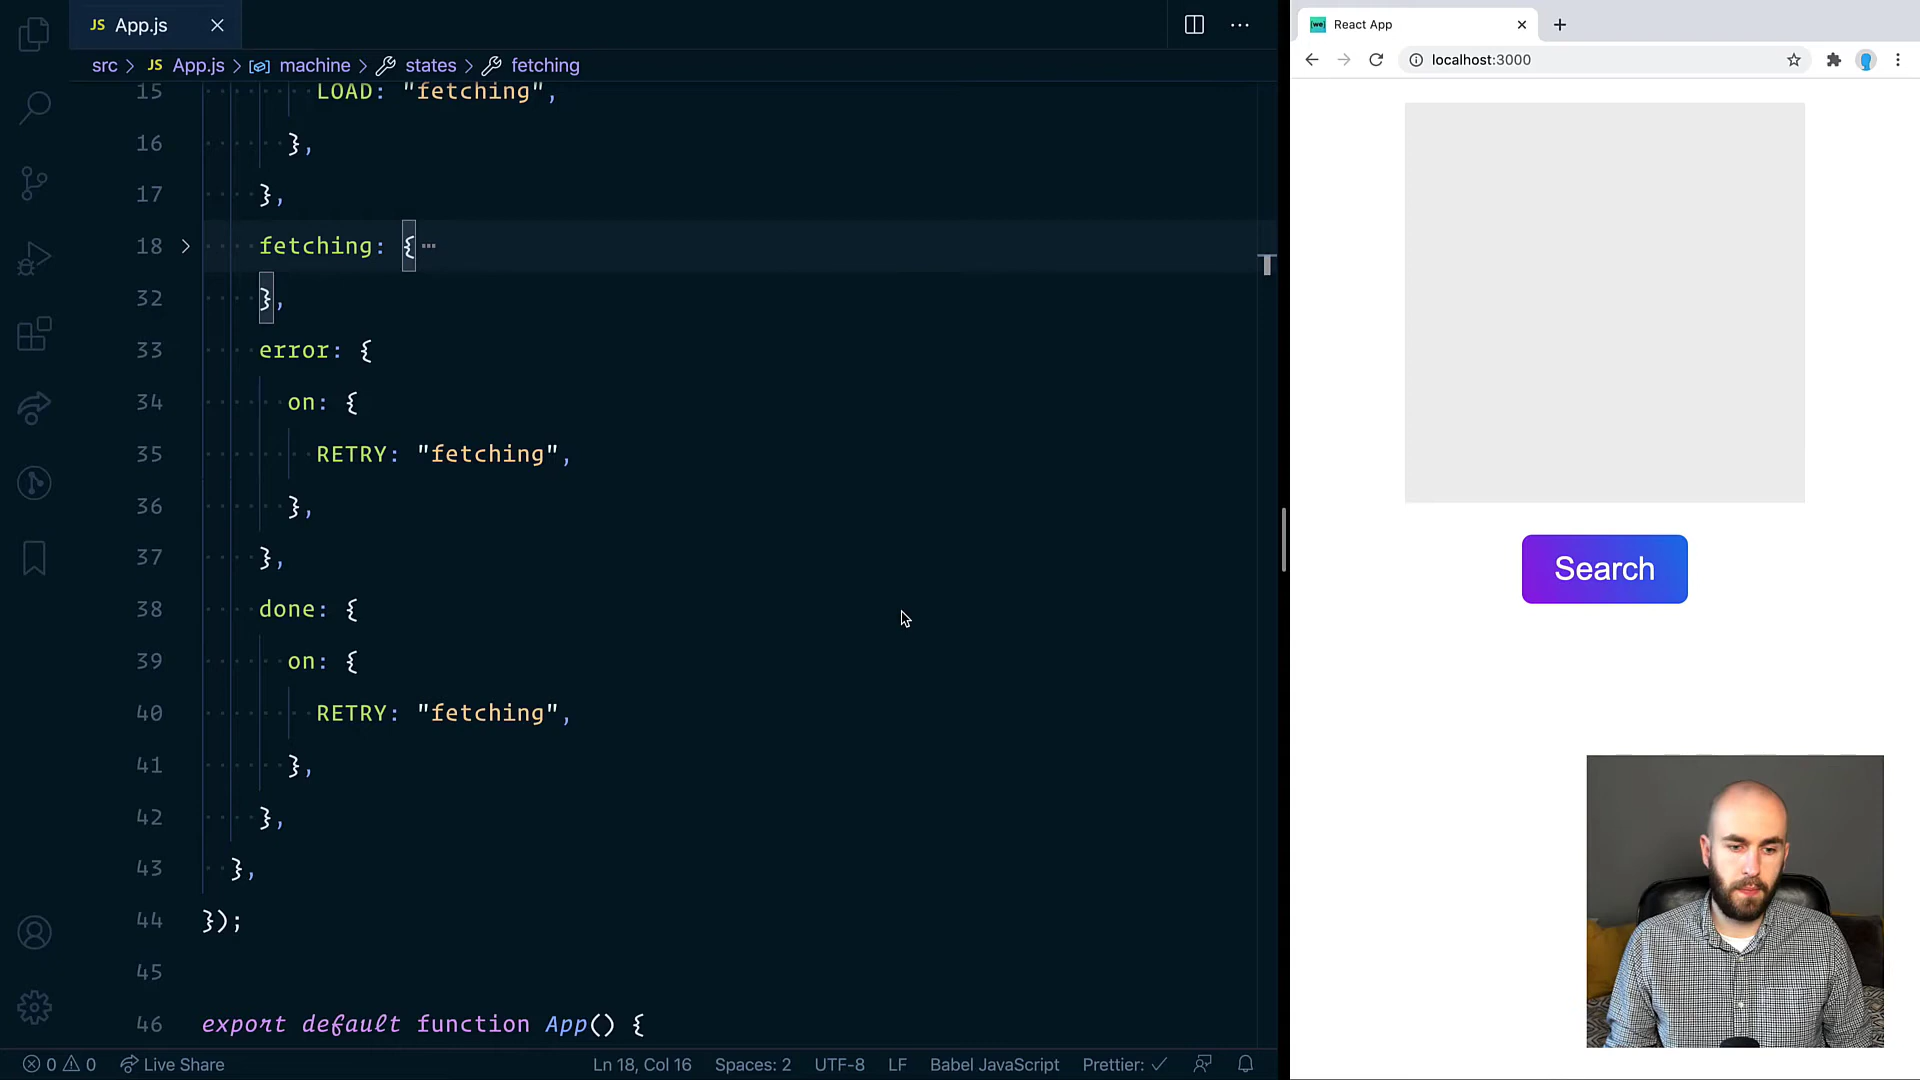 JS App.js
src > JS App.js > machine > states > fetching
15 LOAD: "fetching",
16 },
17 },
18 fetching: {
32 },
33 error: {
34 on: {
35 RETRY: "fetching",
36 },
37 },
38 done: {
39 on: {
40 RETRY: "fetching",
41 },
42 },
43 },
44 });
45
46 export default function App() {
0 0 Live Share Ln 18, Col 16 Spaces: 2 UTF-8 LF Babel JavaScript Prettier: ✓
React App
localhost:3000
Search